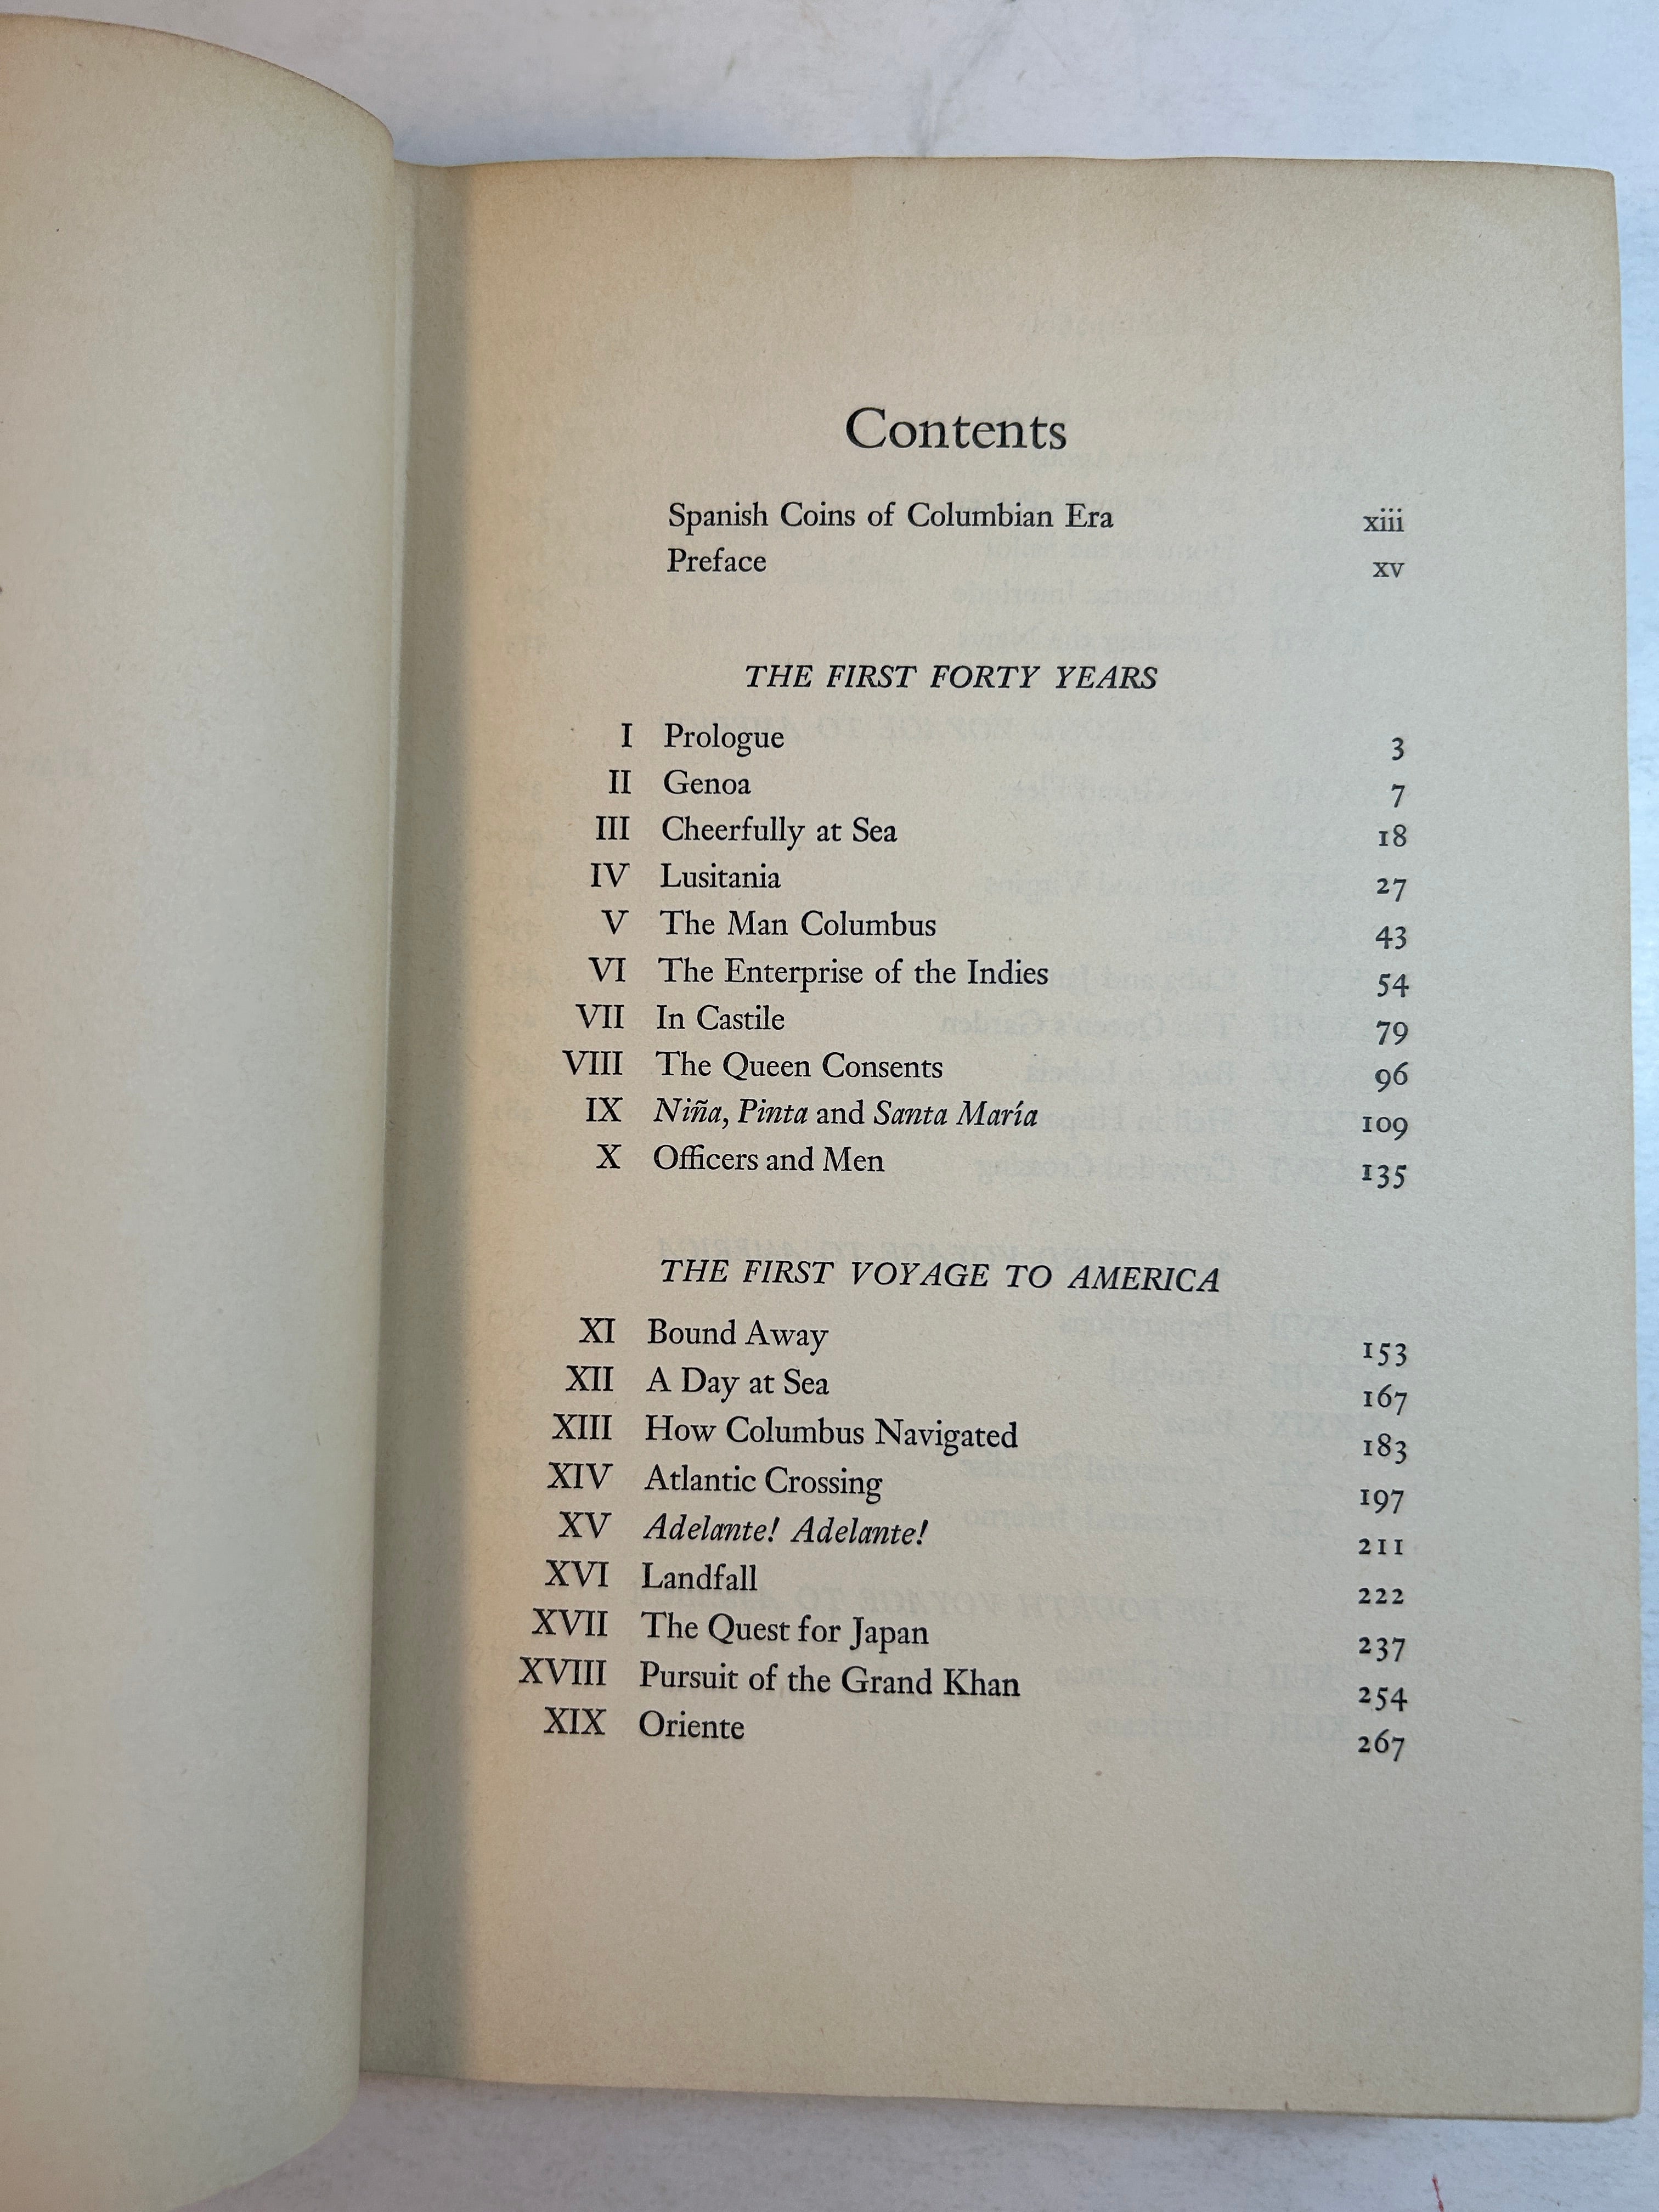 Contents
Spanish Coins of Columbian Era xiii
Preface xv
THE FIRST FORTY YEARS
I Prologue 3
II Genoa 7
III Cheerfully at Sea 18
IV Lusitania 27
V The Man Columbus 43
VI The Enterprise of the Indies 54
VII In Castile 79
VIII The Queen Consents 96
IX Niña, Pinta and Santa María 109
X Officers and Men 135
THE FIRST VOYAGE TO AMERICA
XI Bound Away 153
XII A Day at Sea 167
XIII How Columbus Navigated 183
XIV Atlantic Crossing 197
XV Adelante! Adelante! 211
XVI Landfall 222
XVII The Quest for Japan 237
XVIII Pursuit of the Grand Khan 254
XIX Oriente 267